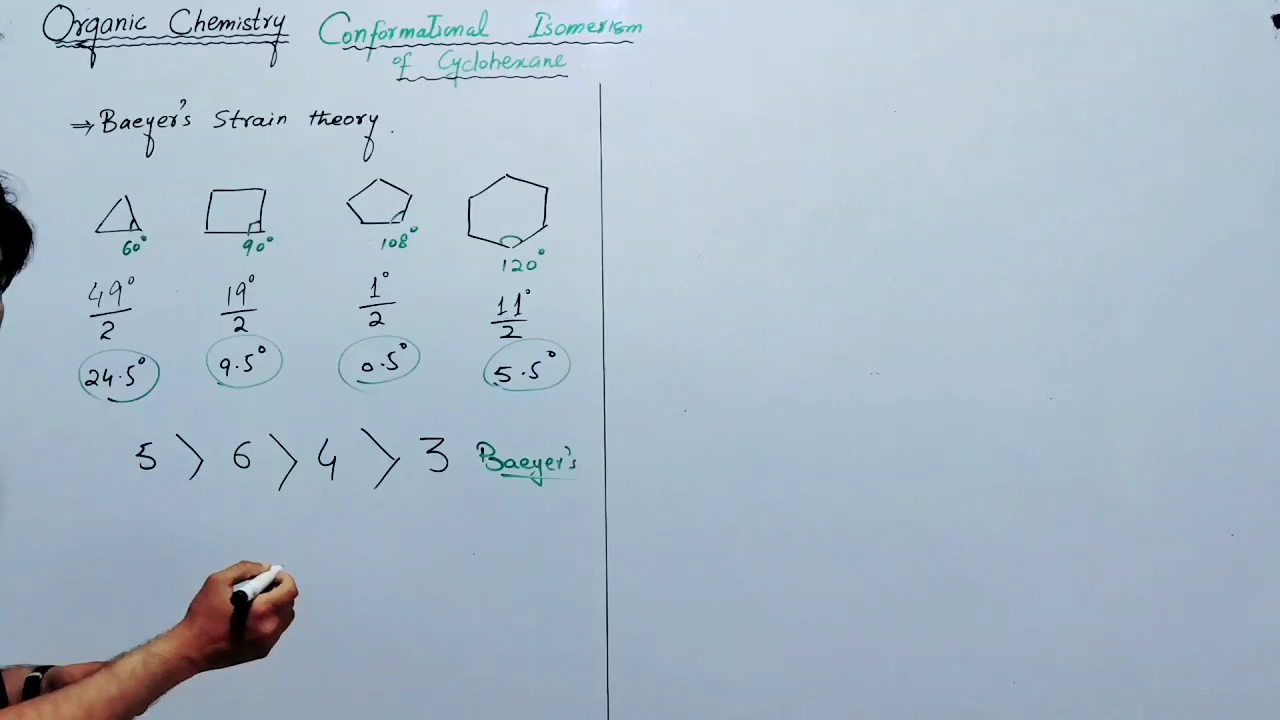 Organic Chemistry Conformational Isomerism
of Cyclohexane
⇒ Baeyer's Strain theory.
60° 90° 108° 120°
49°/2 19°/2 1°/2 11°/2
24.5° 9.5° 0.5° 5.5°
5 > 6 > 4 > 3 Baeyer's